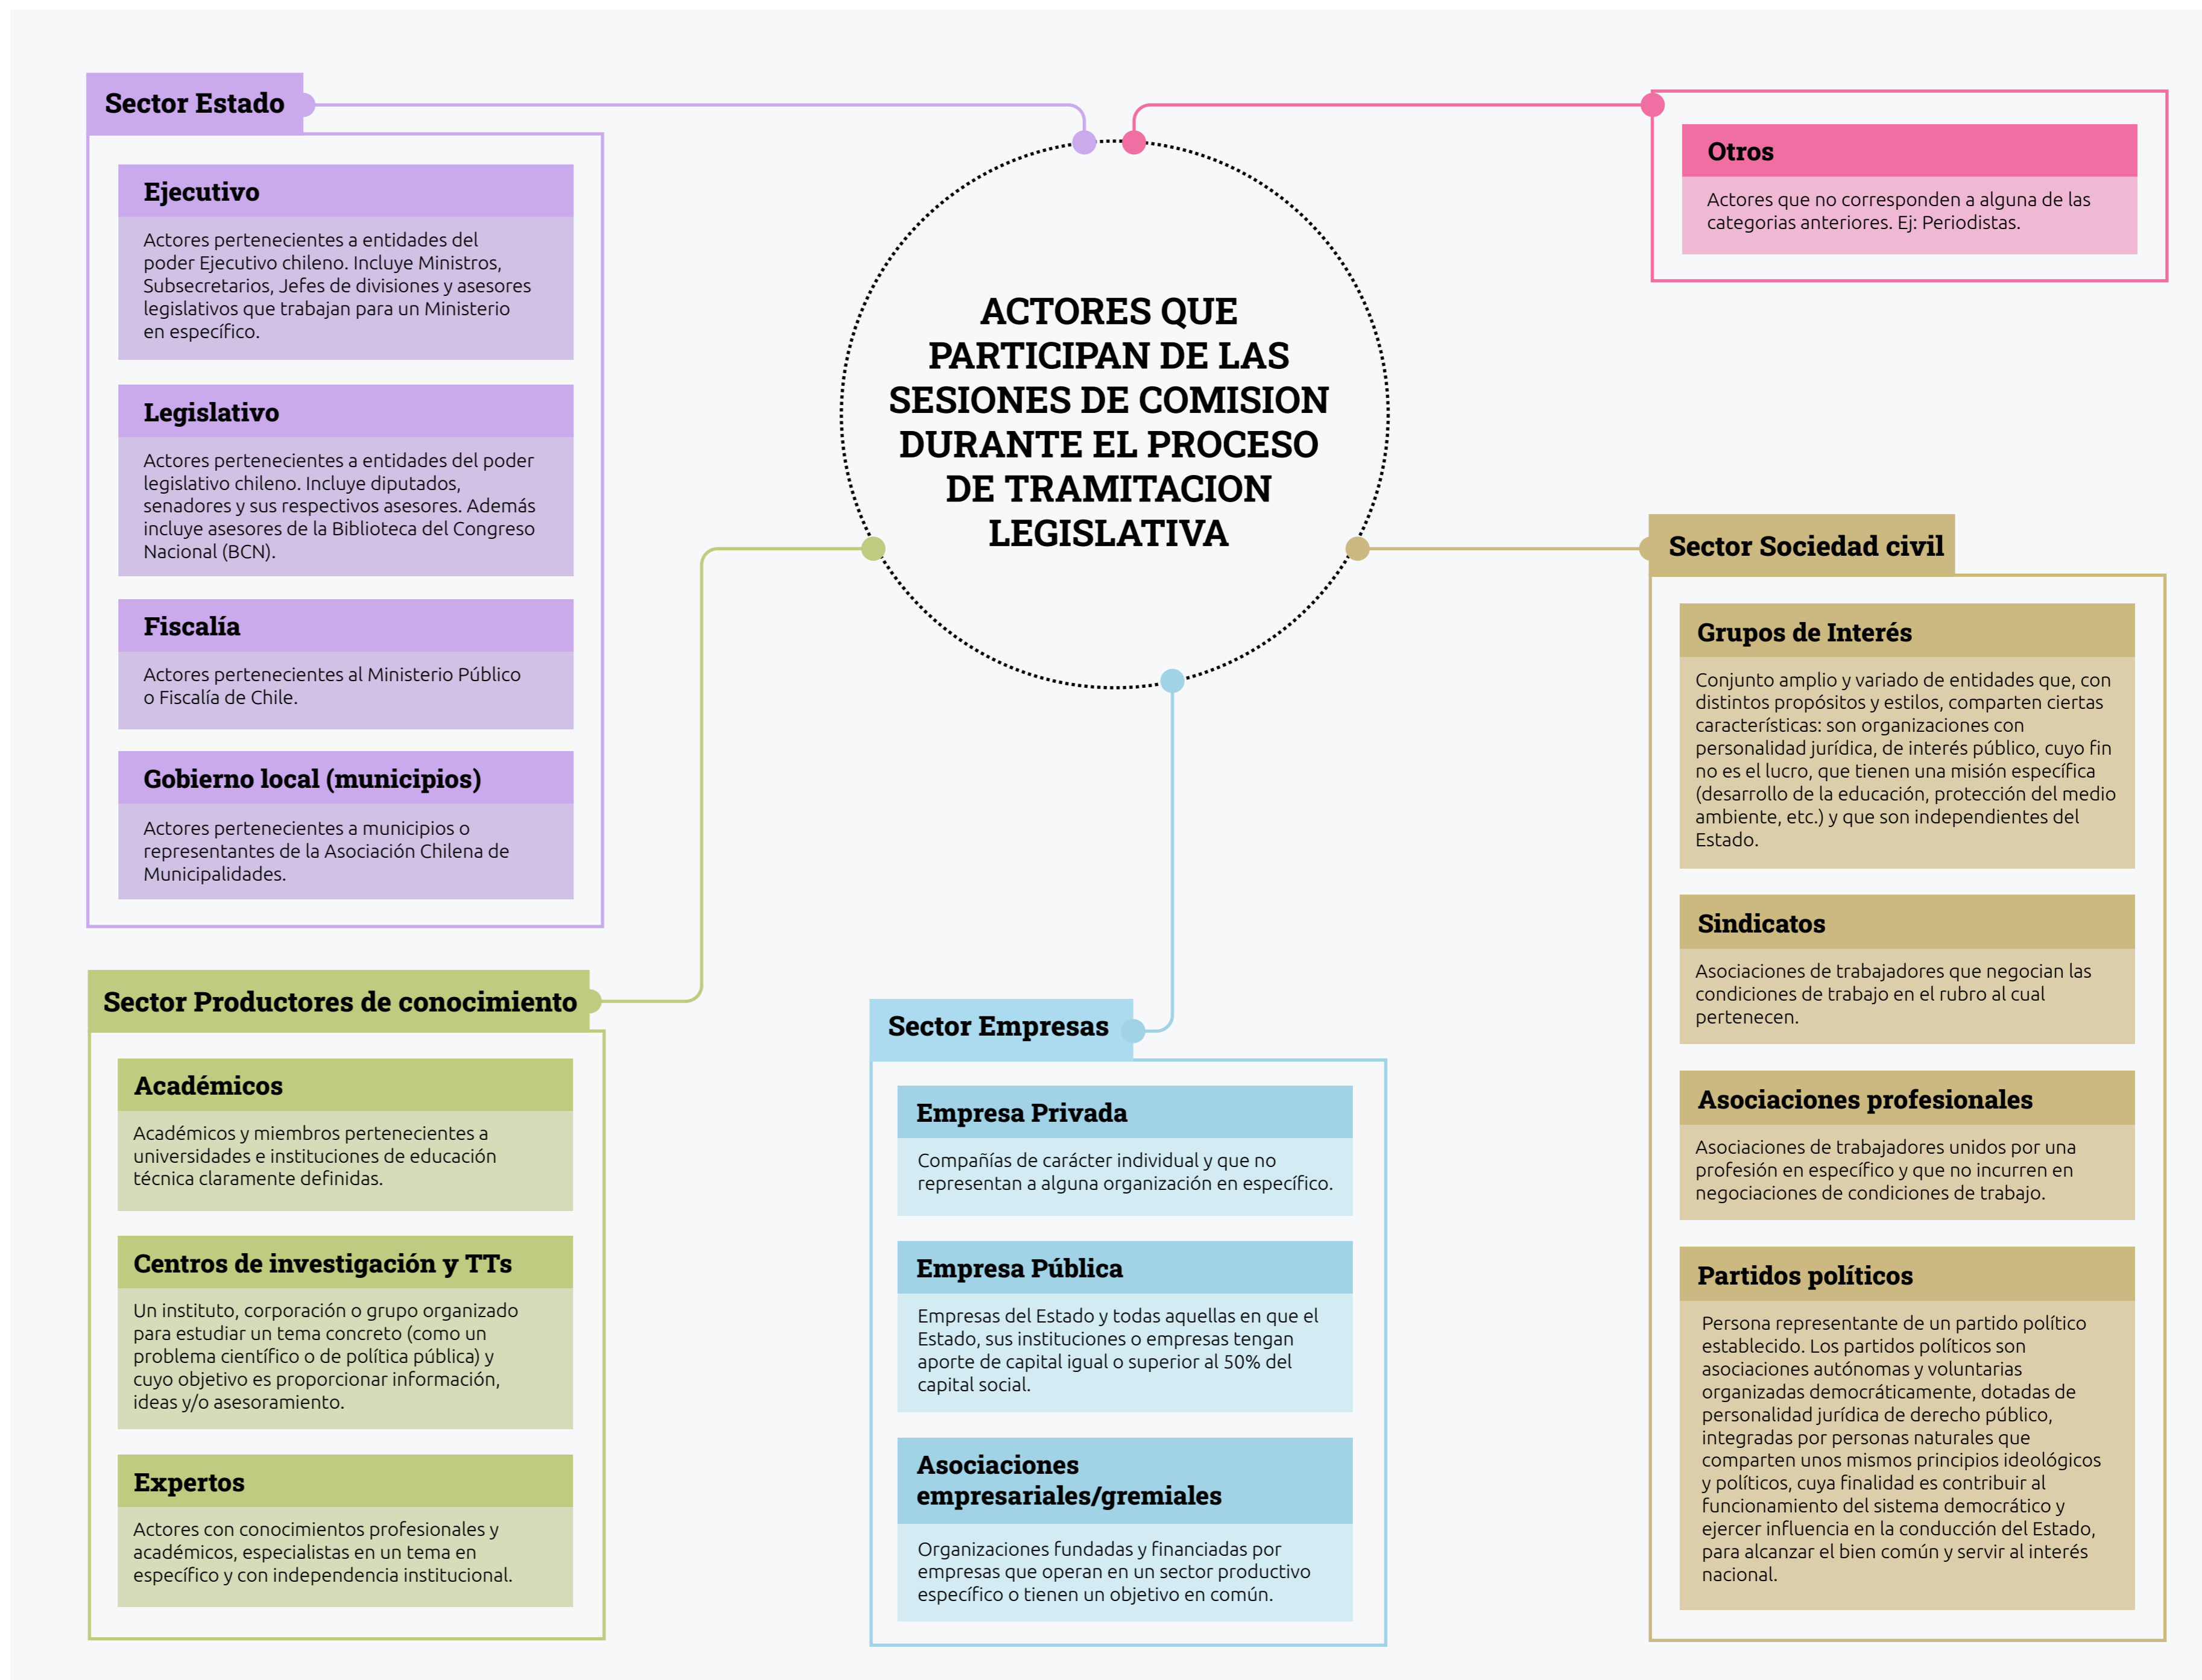 ACTORES QUE
PARTICIPAN DE LAS
SESIONES DE COMISION
DURANTE EL PROCESO
DE TRAMITACION
LEGISLATIVA
Sector Estado
Ejecutivo
Actores pertenecientes a entidades del
poder Ejecutivo chileno. Incluye Ministros,
Subsecretarios, Jefes de divisiones y asesores
legislativos que trabajan para un Ministerio
en específico.
Legislativo
Actores pertenecientes a entidades del poder
legislativo chileno. Incluye diputados,
senadores y sus respectivos asesores. Además
incluye asesores de la Biblioteca del Congreso
Nacional (BCN).
Fiscalía
Actores pertenecientes al Ministerio Público
o Fiscalía de Chile.
Gobierno local (municipios)
Actores pertenecientes a municipios o
representantes de la Asociación Chilena de
Municipalidades.
Sector Productores de conocimiento
Académicos
Académicos y miembros pertenecientes a
universidades e instituciones de educación
técnica claramente definidas.
Centros de investigación y TTs
Un instituto, corporación o grupo organizado
para estudiar un tema concreto (como un
problema científico o de política pública) y
cuyo objetivo es proporcionar información,
ideas y/o asesoramiento.
Expertos
Actores con conocimientos profesionales y
académicos, especialistas en un tema en
específico y con independencia institucional.
Sector Empresas
Empresa Privada
Compañías de carácter individual y que no
representan a alguna organización en específico.
Empresa Pública
Empresas del Estado y todas aquellas en que el
Estado, sus instituciones o empresas tengan
aporte de capital igual o superior al 50% del
capital social.
Asociaciones
empresariales/gremiales
Organizaciones fundadas y financiadas por
empresas que operan en un sector productivo
específico o tienen un objetivo en común.
Otros
Actores que no corresponden a alguna de las
categorias anteriores. Ej: Periodistas.
Sector Sociedad civil
Grupos de Interés
Conjunto amplio y variado de entidades que, con
distintos propósitos y estilos, comparten ciertas
características: son organizaciones con
personalidad jurídica, de interés público, cuyo fin
no es el lucro, que tienen una misión específica
(desarrollo de la educación, protección del medio
ambiente, etc.) y que son independientes del
Estado.
Sindicatos
Asociaciones de trabajadores que negocian las
condiciones de trabajo en el rubro al cual
pertenecen.
Asociaciones profesionales
Asociaciones de trabajadores unidos por una
profesión en específico y que no incurren en
negociaciones de condiciones de trabajo.
Partidos políticos
Persona representante de un partido político
establecido. Los partidos políticos son
asociaciones autónomas y voluntarias
organizadas democráticamente, dotadas de
personalidad jurídica de derecho público,
integradas por personas naturales que
comparten unos mismos principios ideológicos
y políticos, cuya finalidad es contribuir al
funcionamiento del sistema democrático y
ejercer influencia en la conducción del Estado,
para alcanzar el bien común y servir al interés
nacional.